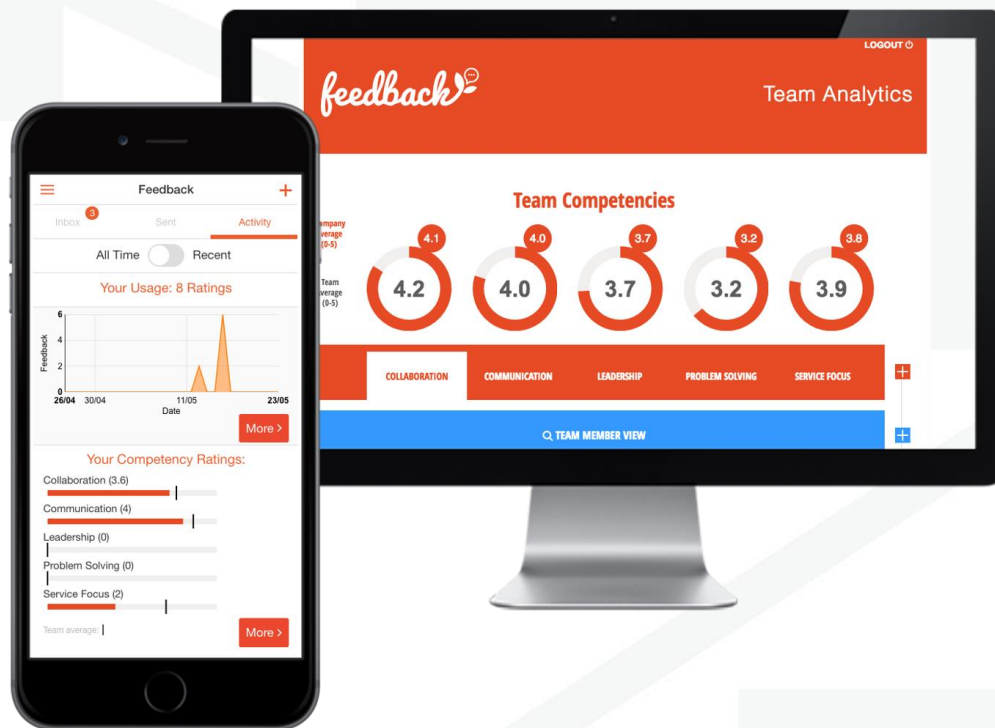 LOGOUT
feedback
Team Analytics
Team Competencies
(0-5)
4.1
4.0
3.7
3.2
3.8
Team
(0-5)
4.2
4.0
3.7
3.2
3.9
COLLABORATION
COMMUNICATION
LEADERSHIP
PROBLEM SOLVING
SERVICE FOCUS
TEAM MEMBER VIEW
Feedback
Inbox
3
Sent
Activity
All Time
Recent
Your Usage: 8 Ratings
Feedback
6
4
2
0
26/04
30/04
11/05
23/05
Date
More >
Your Competency Ratings:
Collaboration (3.6)
Communication (4)
Leadership (0)
Problem Solving (0)
Service Focus (2)
Team average:
More >